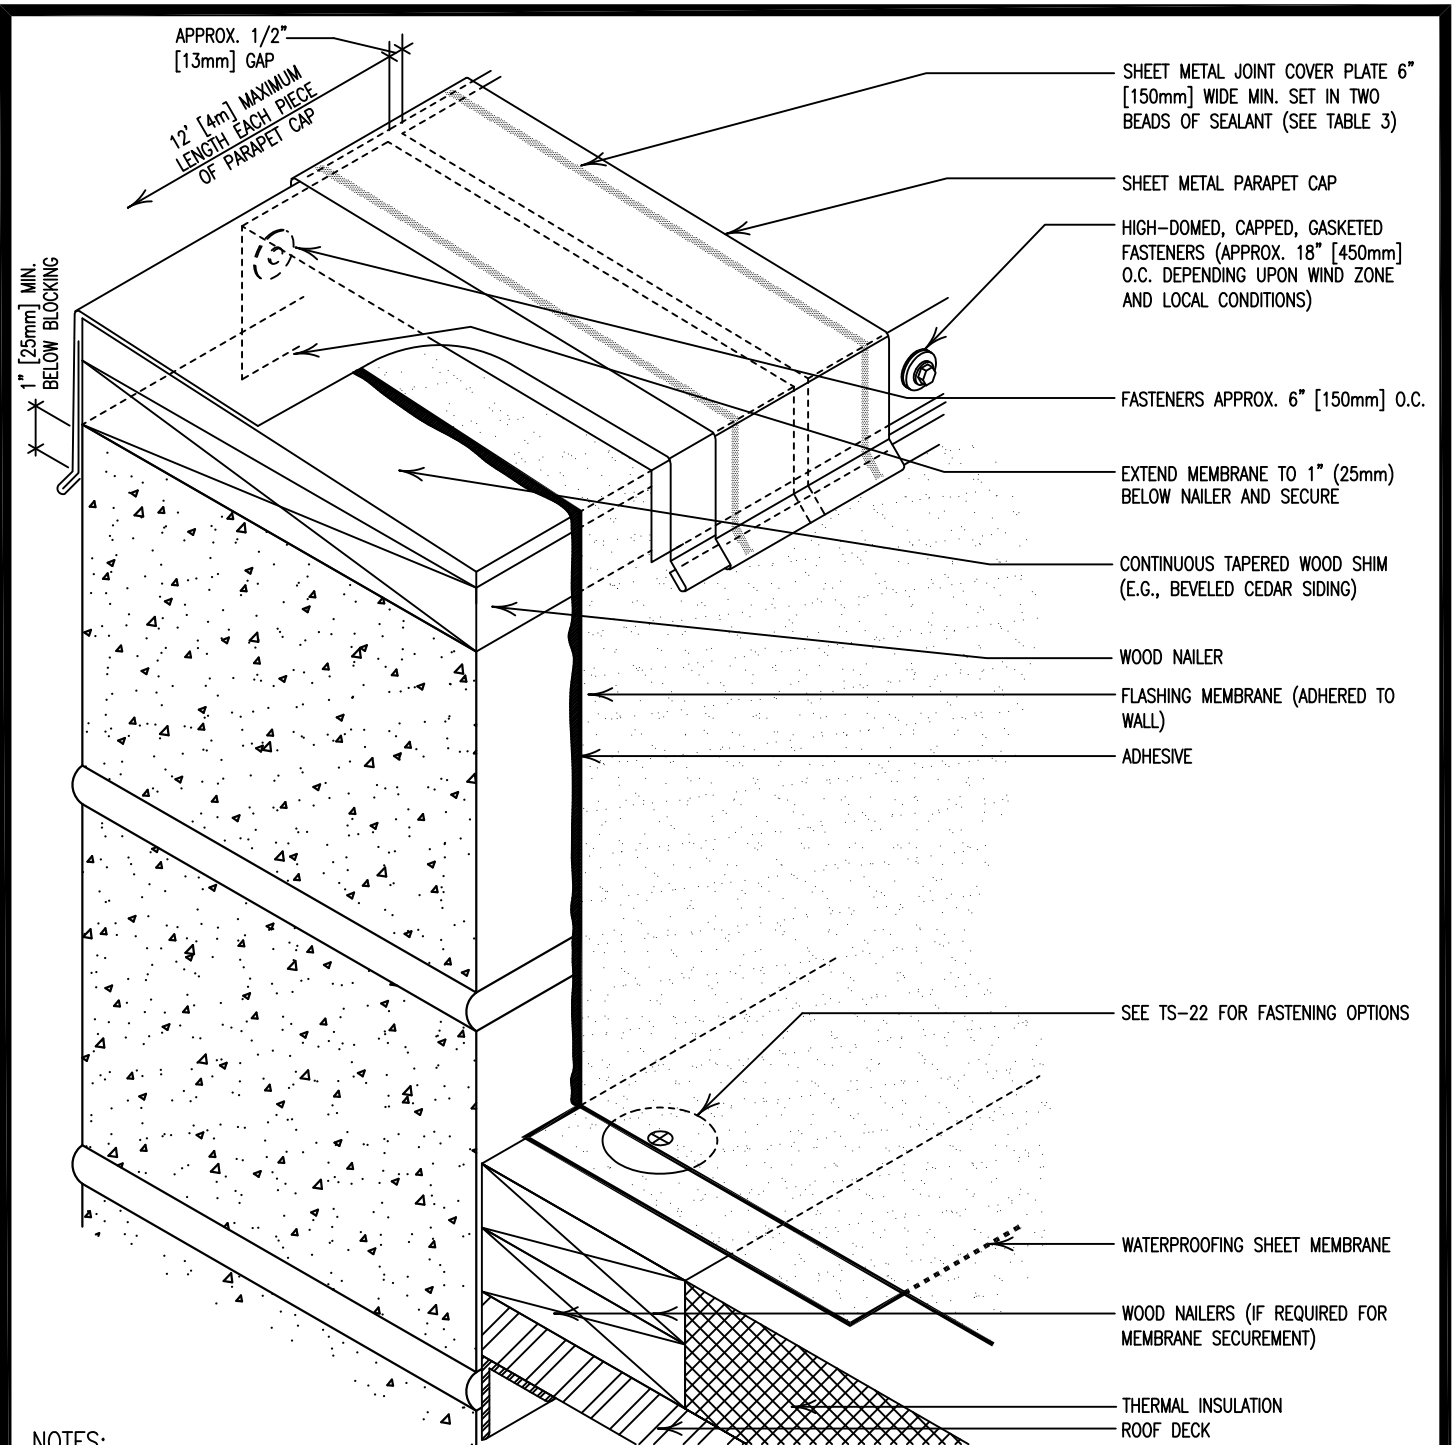 APPROX. 1/2"
[13mm] GAP
12' [4m] MAXIMUM
LENGTH EACH PIECE
OF PARAPET CAP
1" [25mm] MIN.
BELOW BLOCKING
SHEET METAL JOINT COVER PLATE 6"
[150mm] WIDE MIN. SET IN TWO
BEADS OF SEALANT (SEE TABLE 3)
SHEET METAL PARAPET CAP
HIGH-DOMED, CAPPED, GASKETED
FASTENERS (APPROX. 18" [450mm]
O.C. DEPENDING UPON WIND ZONE
AND LOCAL CONDITIONS)
FASTENERS APPROX. 6" [150mm] O.C.
EXTEND MEMBRANE TO 1" (25mm)
BELOW NAILER AND SECURE
CONTINUOUS TAPERED WOOD SHIM
(E.G., BEVELED CEDAR SIDING)
WOOD NAILER
FLASHING MEMBRANE (ADHERED TO
WALL)
ADHESIVE
SEE TS-22 FOR FASTENING OPTIONS
WATERPROOFING SHEET MEMBRANE
WOOD NAILERS (IF REQUIRED FOR
MEMBRANE SECUREMENT)
THERMAL INSULATION
ROOF DECK
NOTES: